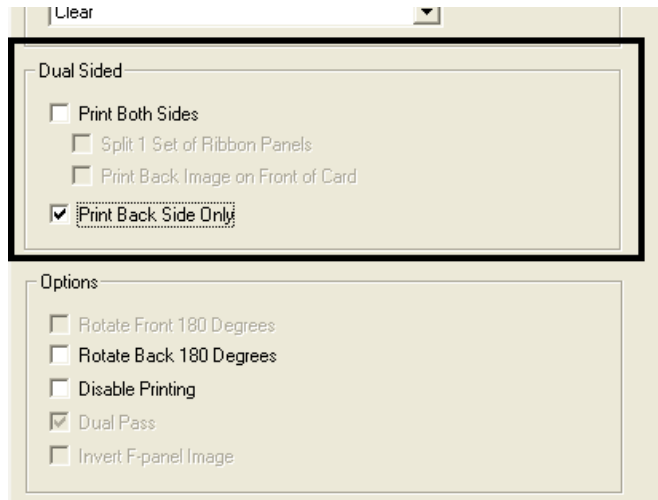 Clear
Dual Sided
Print Both Sides
Split 1 Set of Ribbon Panels
Print Back Image on Front of Card
Print Back Side Only
Options
Rotate Front 180 Degrees
Rotate Back 180 Degrees
Disable Printing
Dual Pass
Invert F-panel Image